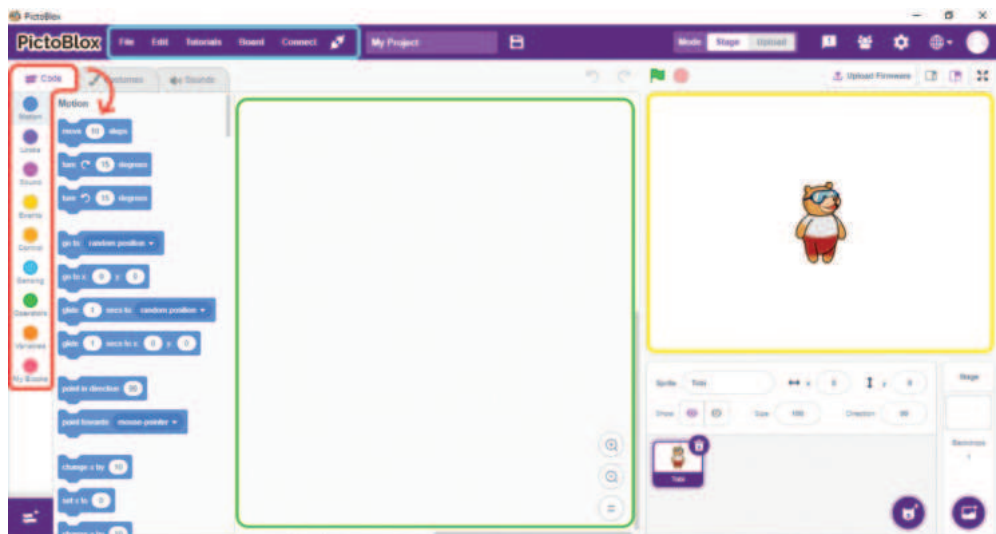 PictoBlox
PictoBlox File Edit Tutorials Board Connect My Project Mode Stage Upload
Code Costumes Sounds Upload Firmware
Motion
Motion
Looks
Sound
Events
Control
Sensing
Operators
Variables
My Blocks
move 10 steps
turn 15 degrees
turn 15 degrees
go to random position
go to x: 0 y: 0
glide 1 secs to random position
glide 1 secs to x: 0 y: 0
point in direction 90
point towards mouse-pointer
change x by 10
set x to 0
change y by 10
Sprite Tobi x 0 y 0
Show Size 100 Direction 90
Tobi
Stage
Backdrops
1